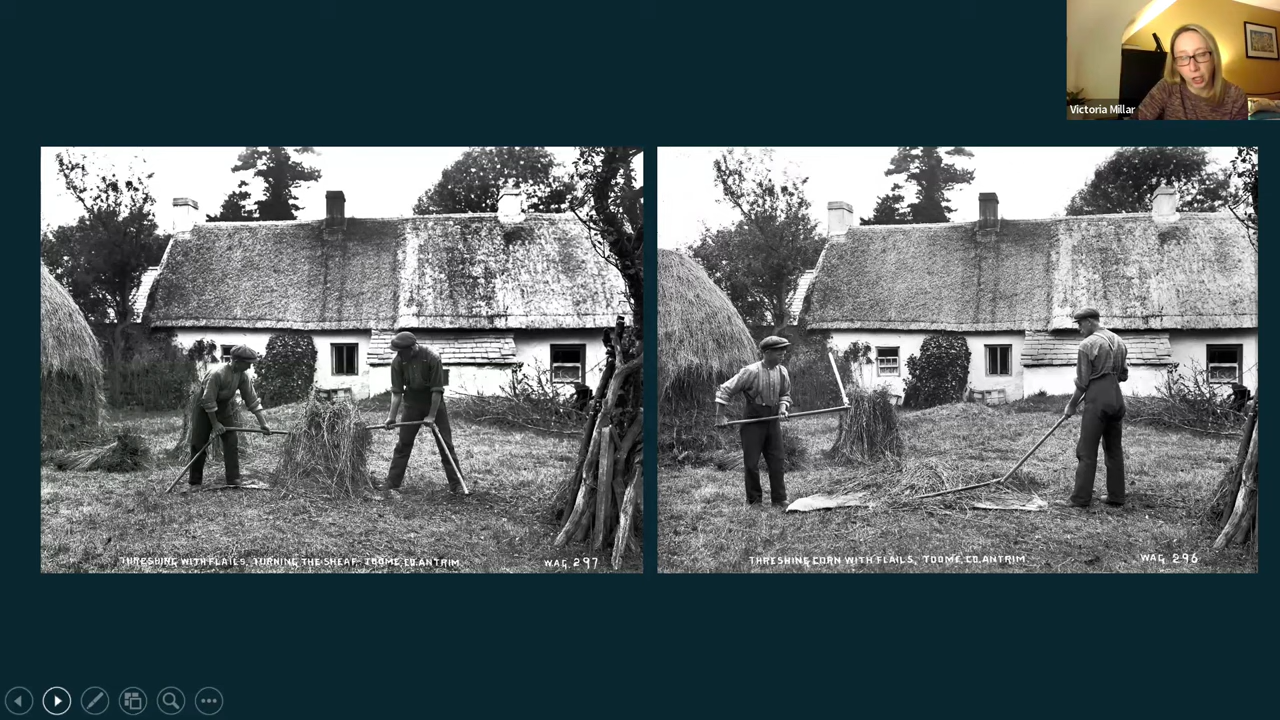 Victoria Millar
THRESHING WITH FLAILS, TURNING THE SHEAF. TOOME, CO. ANTRIM
WAG 297
THRESHING CORN WITH FLAILS, TOOME, CO. ANTRIM
WAG 296